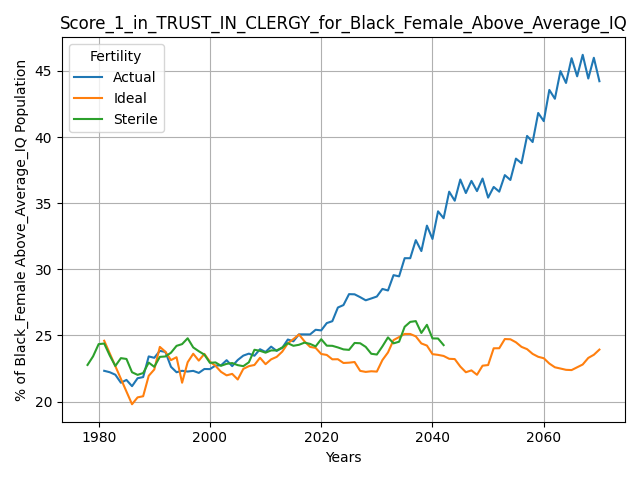 Score_1_in_TRUST_IN_CLERGY_for_Black_Female_Above_Average_IQ
Fertility
Actual
Ideal
Sterile
% of Black_Female Above_Average_IQ Population
45
40
35
30
25
20
1980
2000
2020
2040
2060
Years